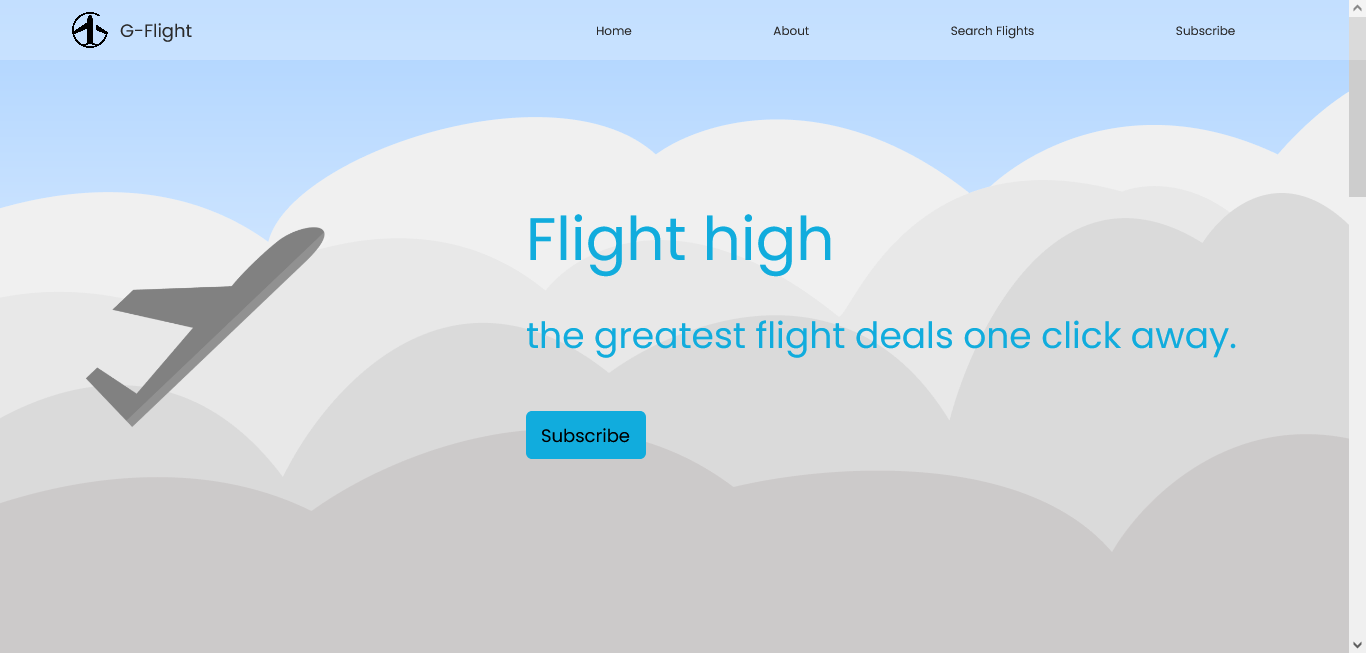 G-Flight
Home
About
Search Flights
Subscribe
Flight high
the greatest flight deals one click away.
Subscribe